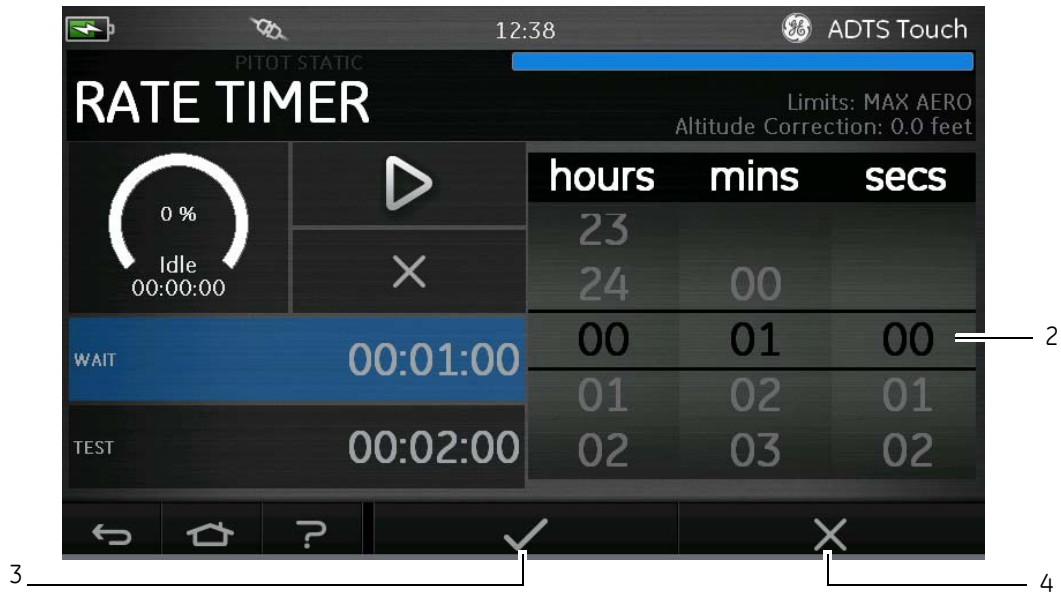 12:38
GE ADTS Touch
PITOT STATIC
RATE TIMER
Limits: MAX AERO
Altitude Correction: 0.0 feet
0 %
Idle
00:00:00
hours mins secs
23
24 00
00 01 00
01 02 01
02 03 02
WAIT 00:01:00
TEST 00:02:00
?
2
3
4